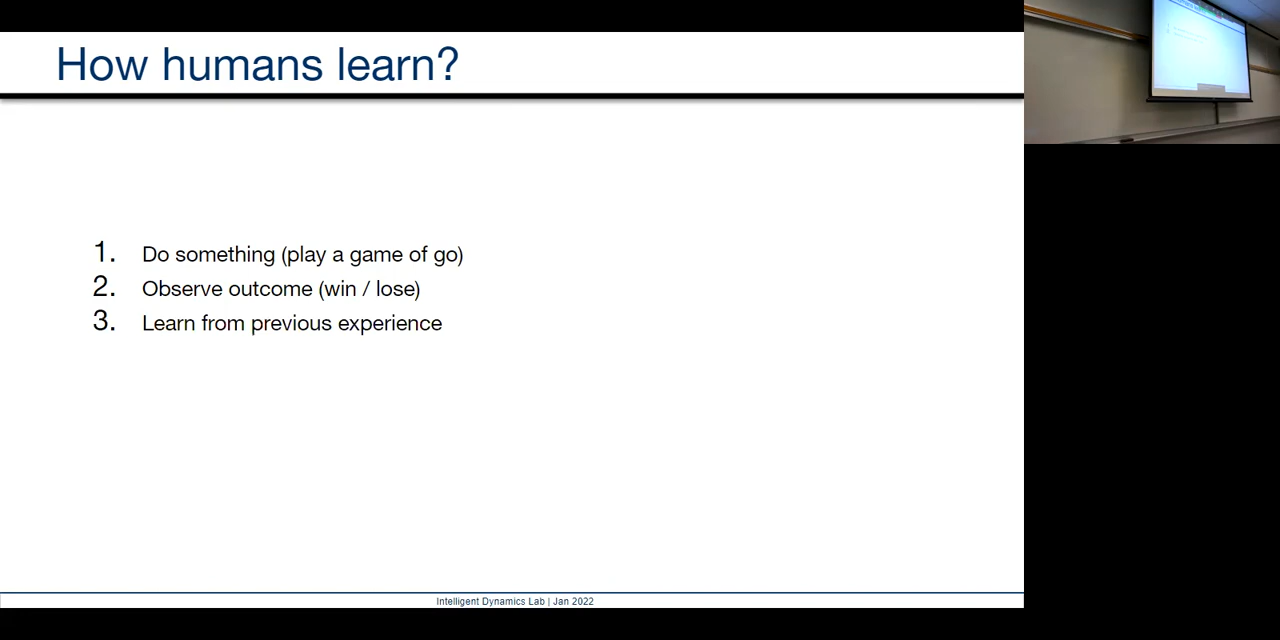 How humans learn?
1. Do something (play a game of go)
2. Observe outcome (win / lose)
3. Learn from previous experience
Intelligent Dynamics Lab | Jan 2022